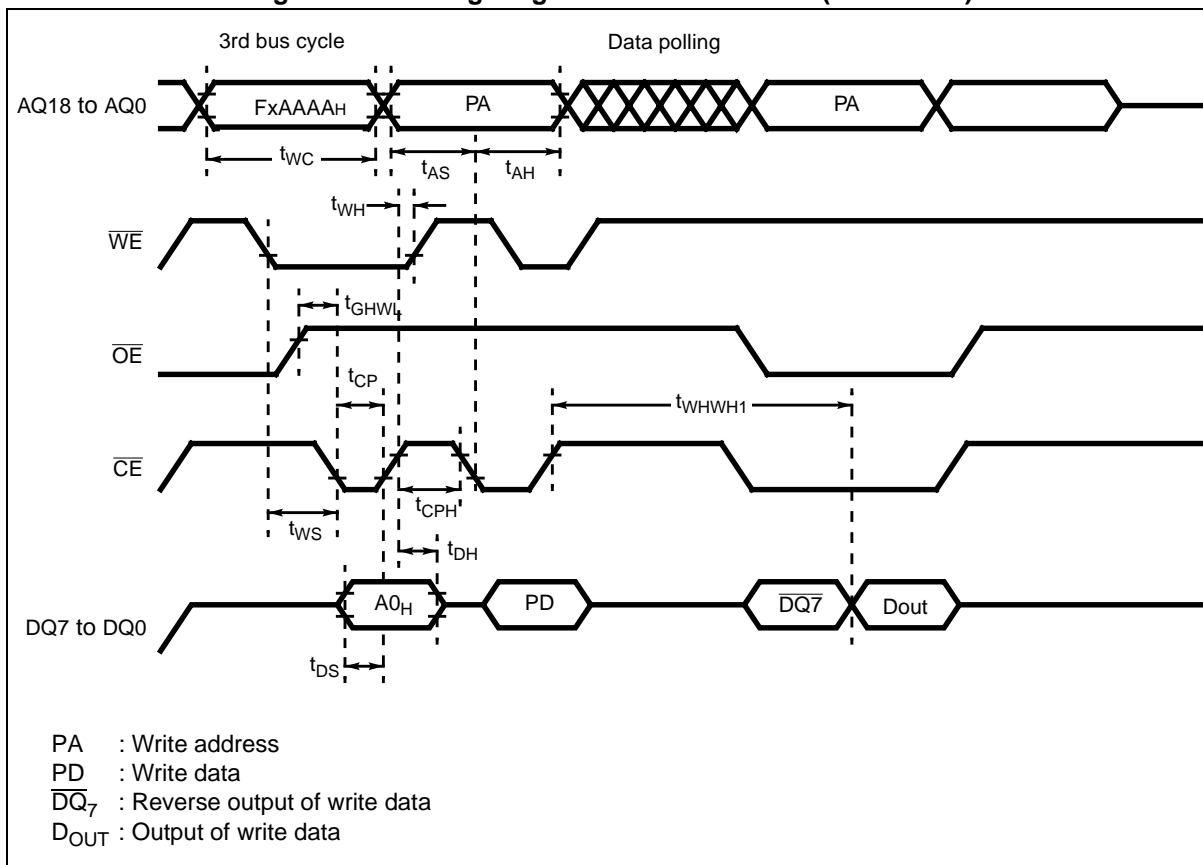 3rd bus cycle
Data polling
AQ18 to AQ0
FxAAAAH
PA
PA
tWC
tAS
tAH
tWH
WE
tGHWL
OE
tCP
tWHWH1
CE
tCPH
tWS
tDH
A0H
PD
DQ7
Dout
DQ7 to DQ0
tDS
PA : Write address
PD : Write data
DQ7 : Reverse output of write data
DOUT : Output of write data